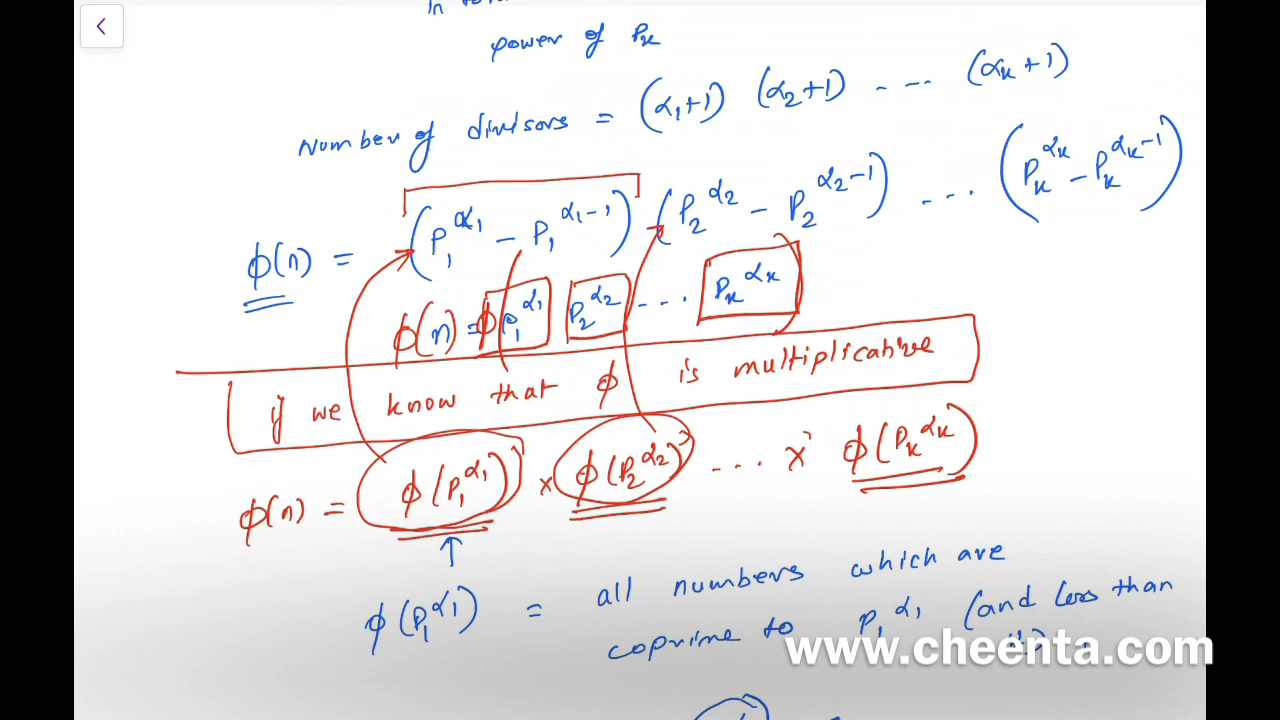 power of Pₖ
Number of divisors = (α₁+1) (α₂+1) . ... (αₖ+1)
ϕ(n) = (P₁^α₁ - P₁^α₁-1) (P₂^α₂ - P₂^α₂-1) ... (Pₖ^αₖ - Pₖ^αₖ-1)
ϕ(n) = ϕ(P₁^α₁ P₂^α₂ ... Pₖ^αₖ)
if we know that ϕ is multiplicative
ϕ(n) = ϕ(P₁^α₁) x ϕ(P₂^α₂) ... x ϕ(Pₖ^αₖ)
ϕ(P₁^α₁) = all numbers which are
coprime to P₁^α₁ (and less than
www.cheenta.com